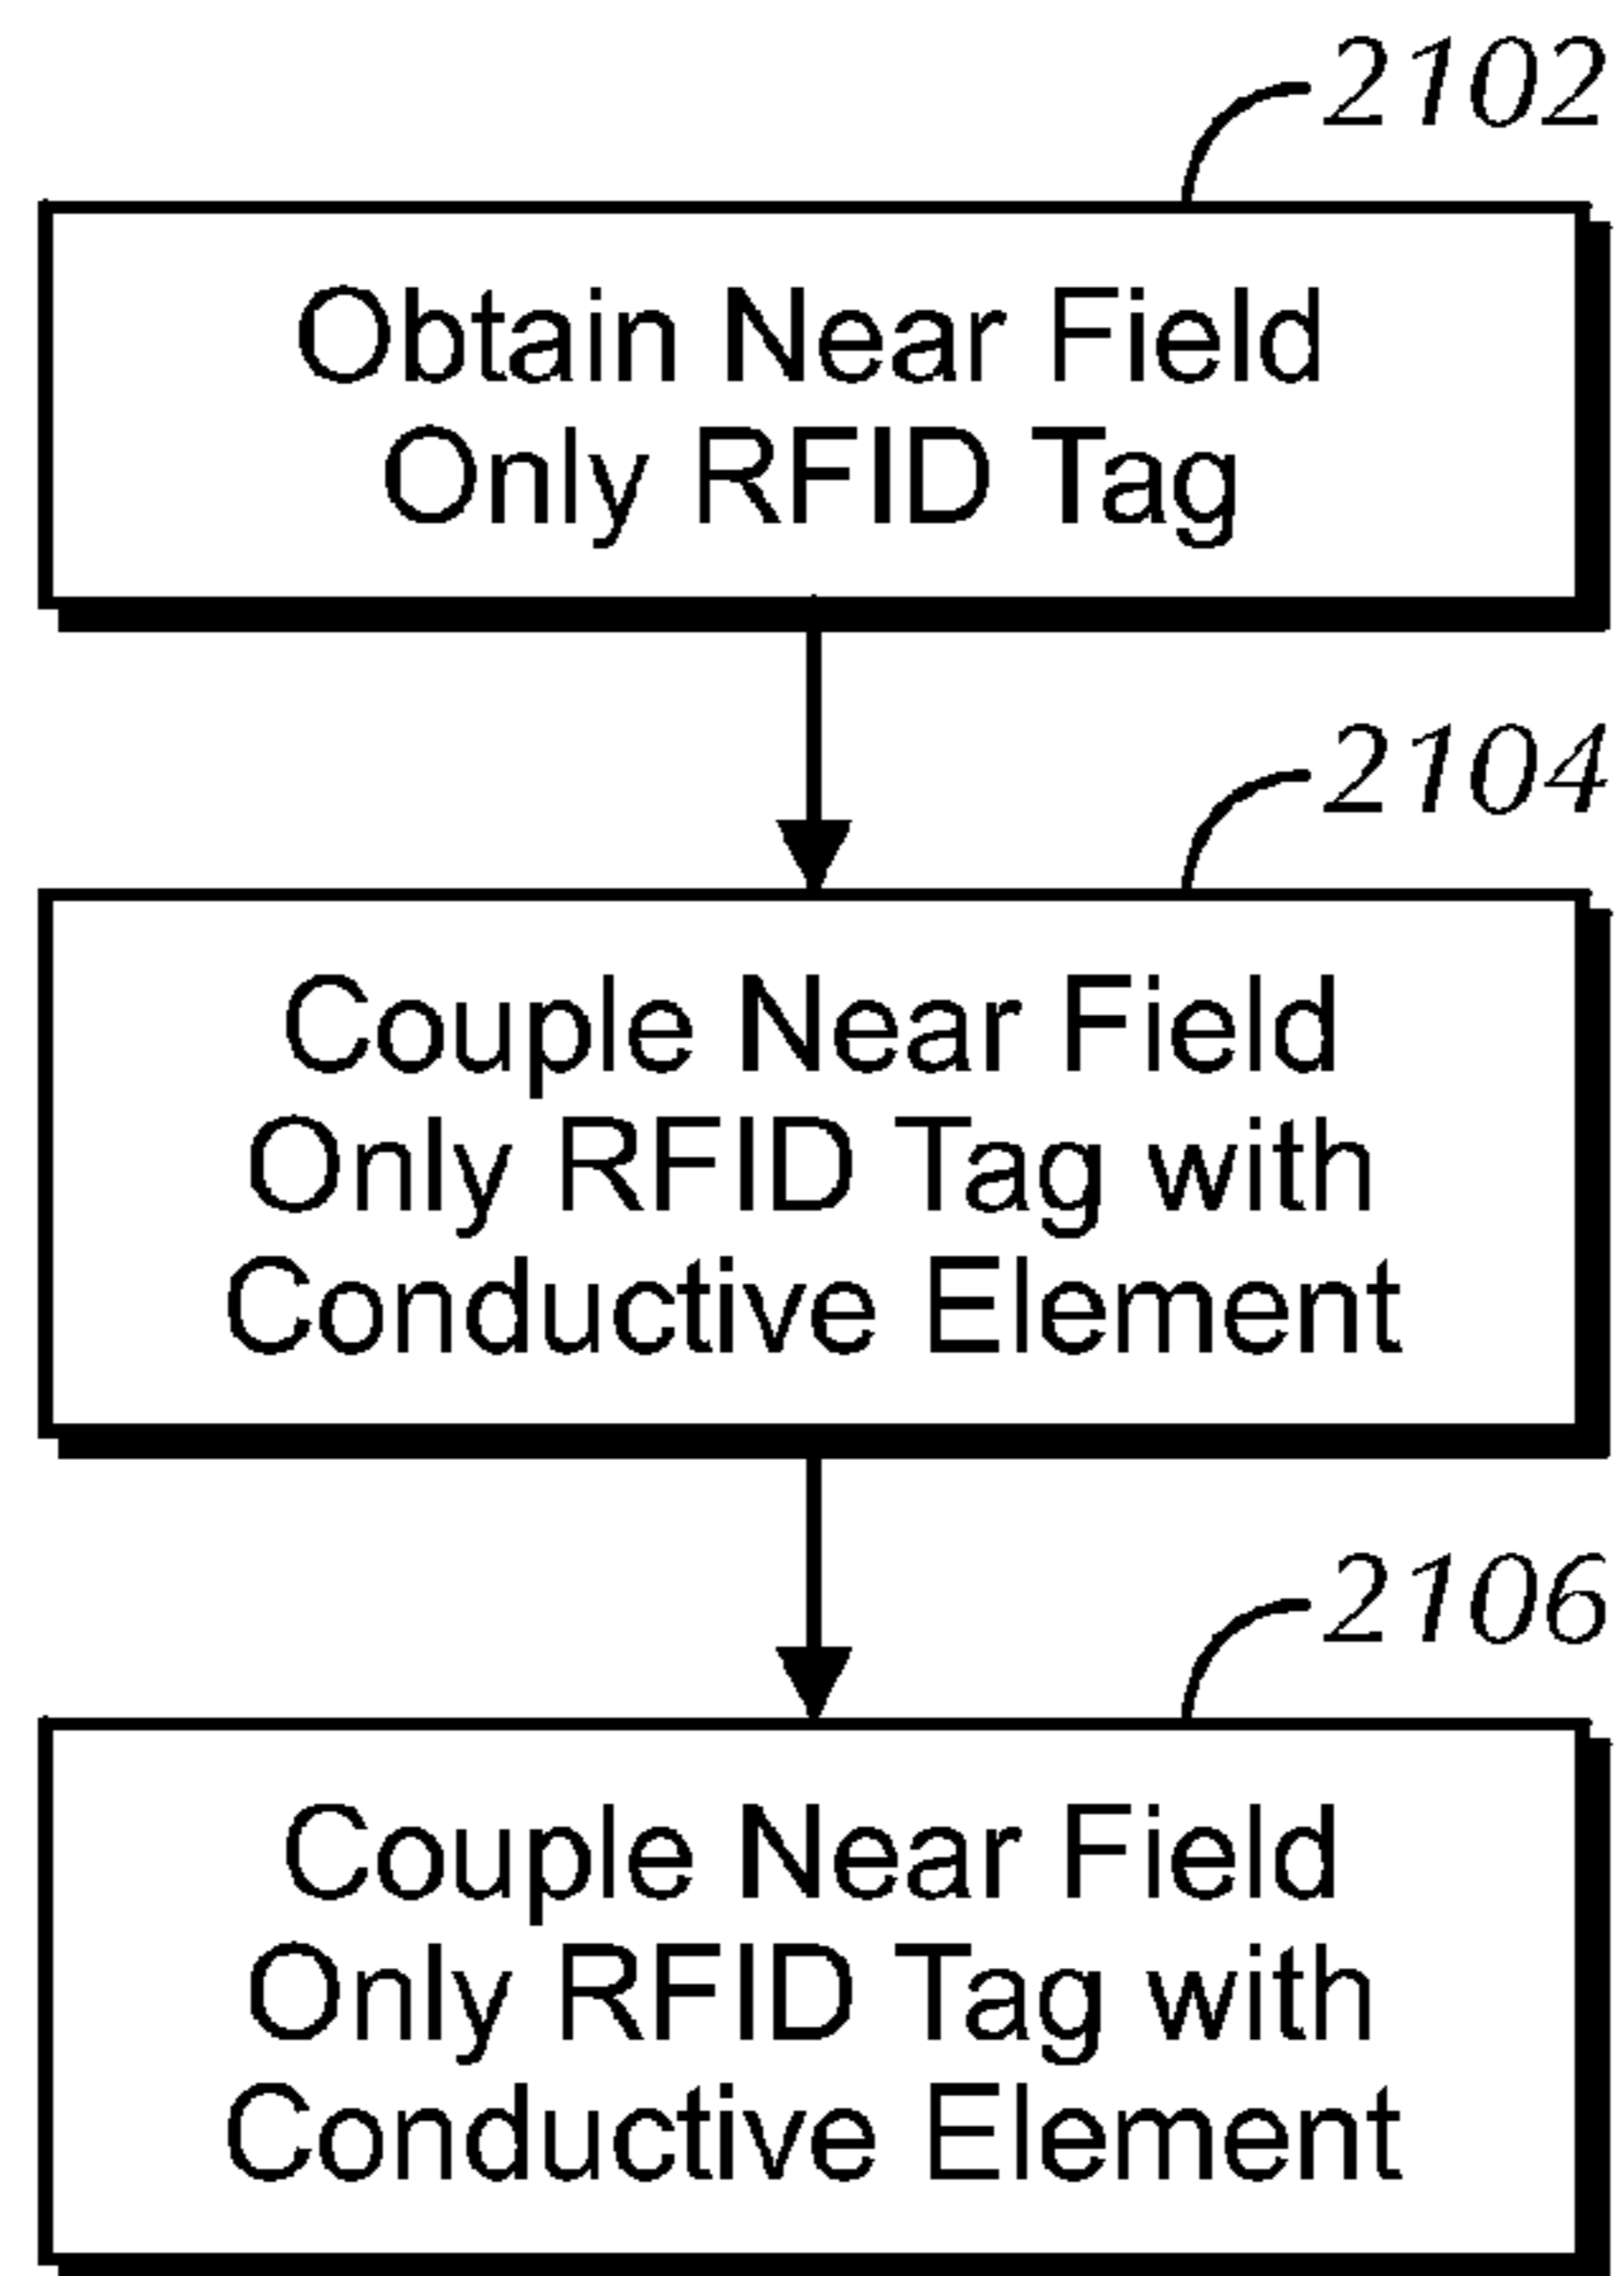 2102
Obtain Near Field
Only RFID Tag
2104
Couple Near Field
Only RFID Tag with
Conductive Element
2106
Couple Near Field
Only RFID Tag with
Conductive Element